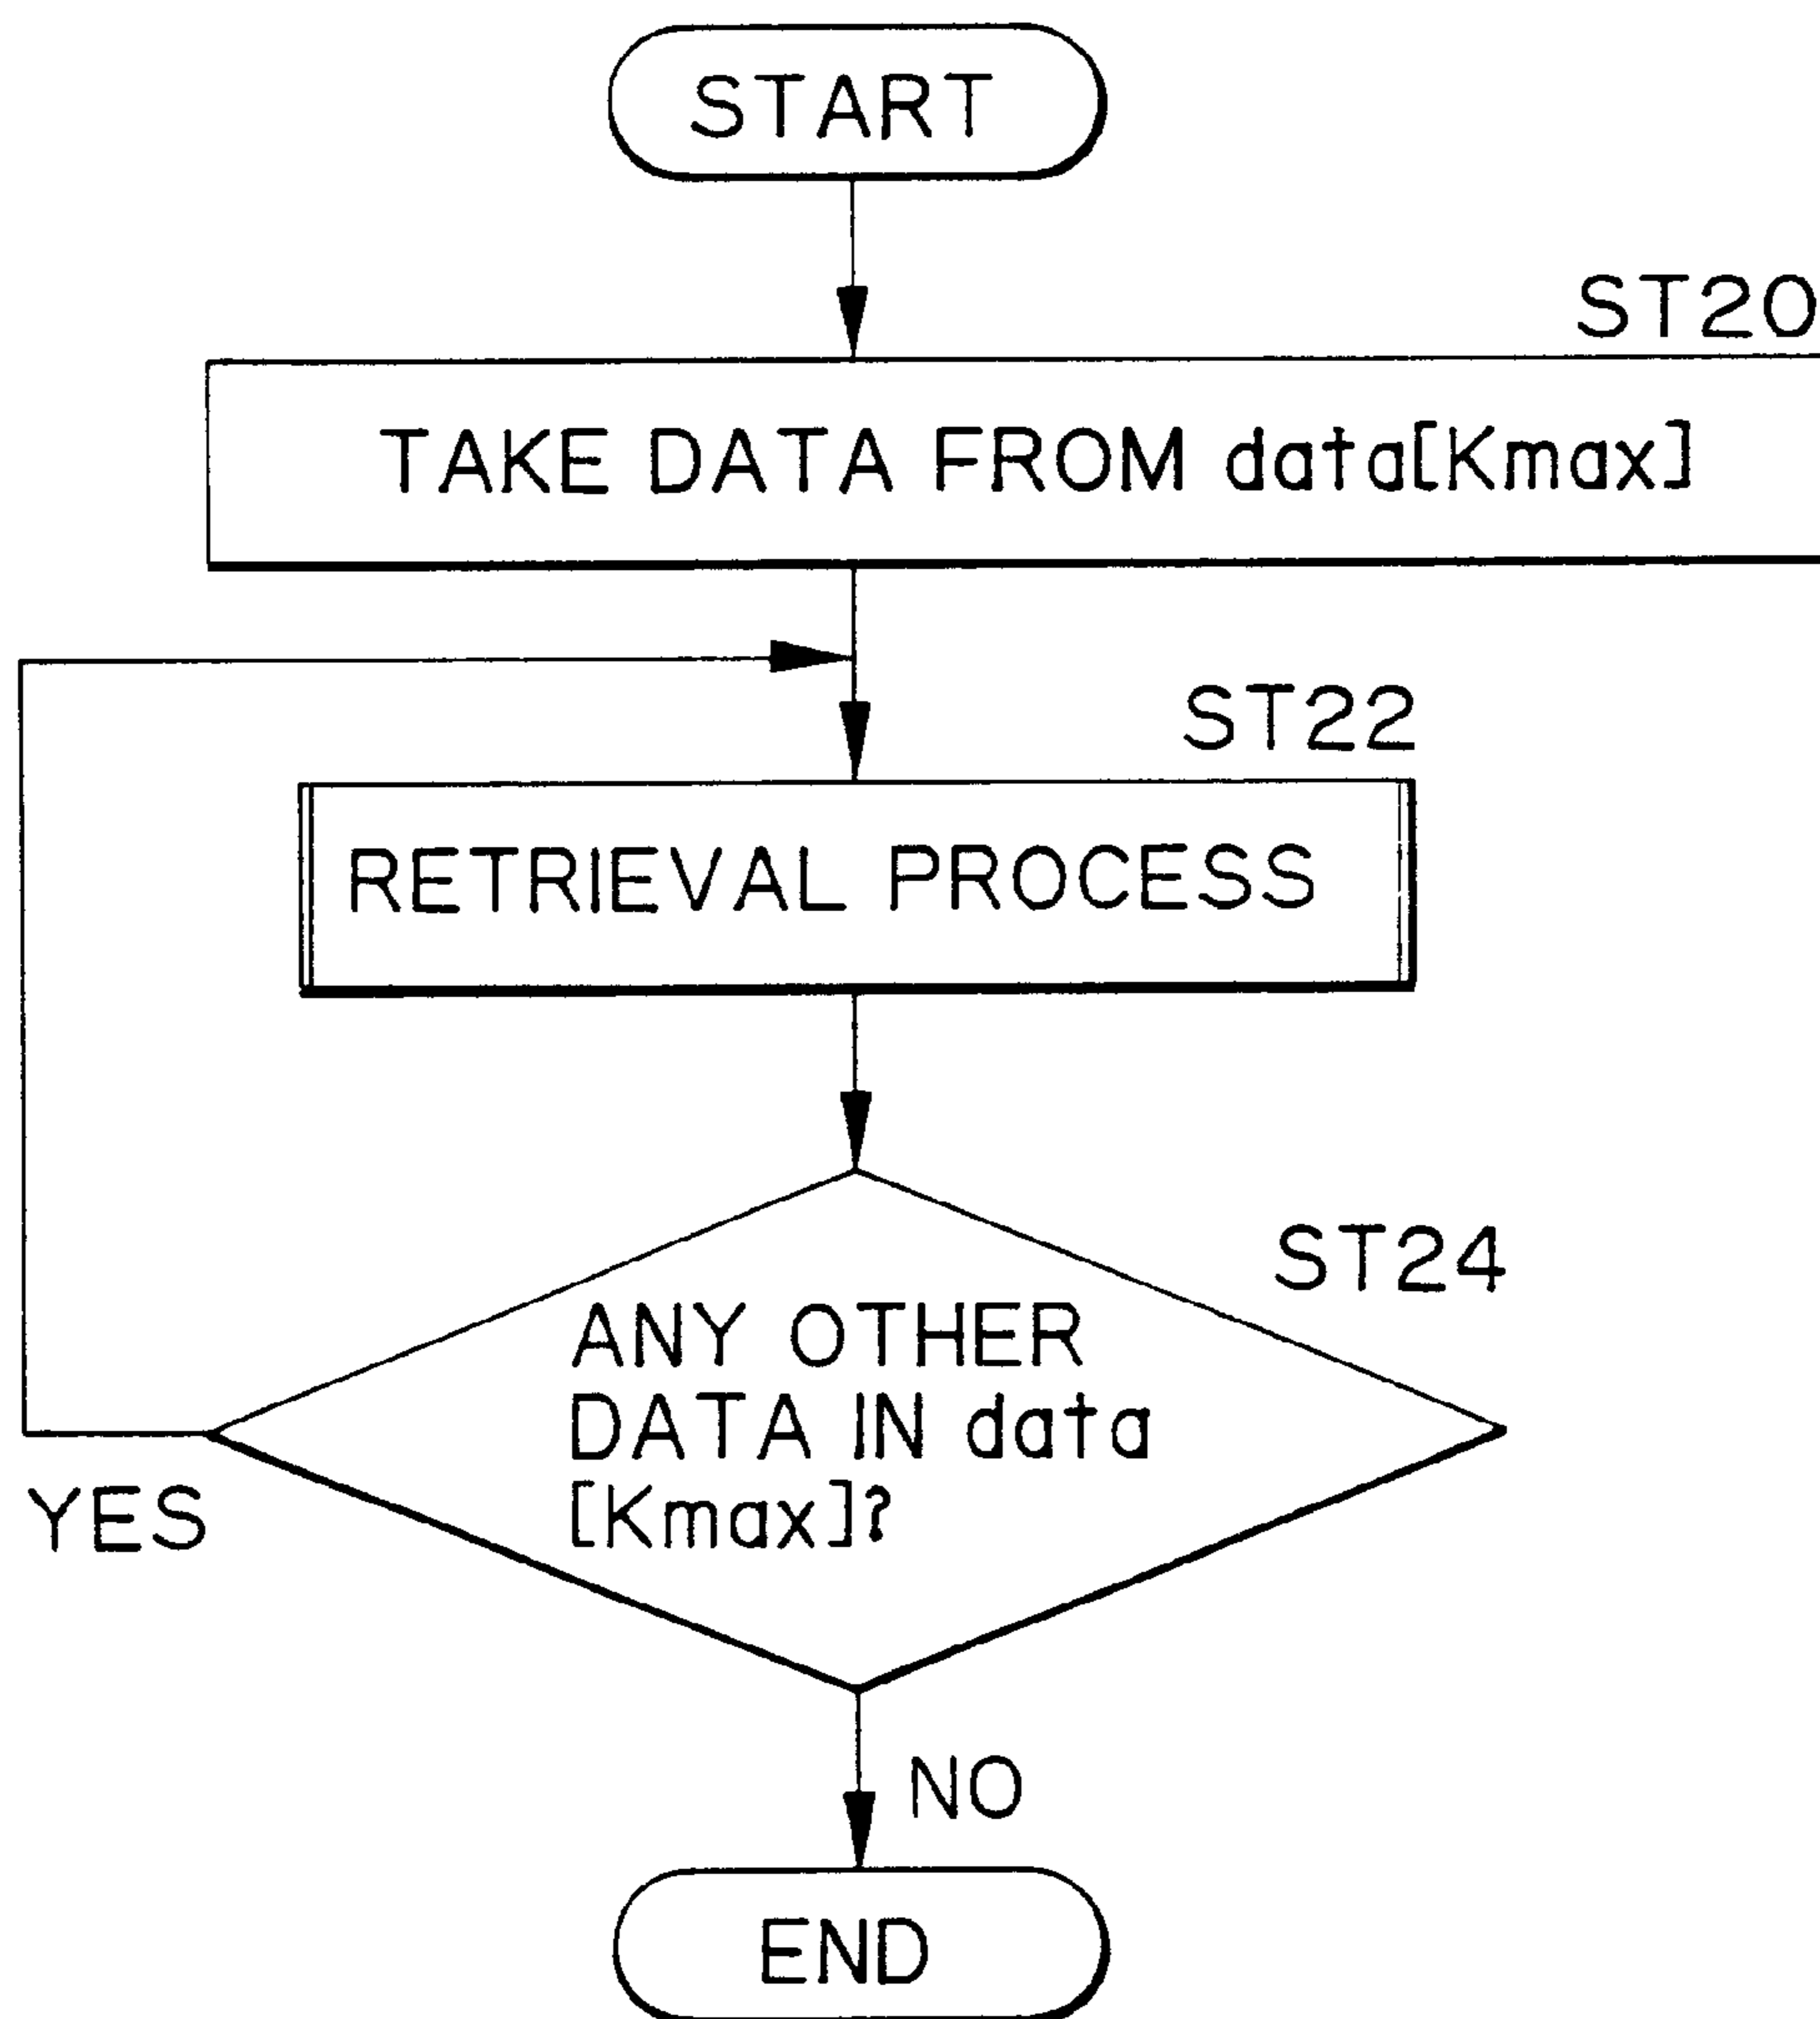 START
ST20
TAKE DATA FROM data[Kmax]
ST22
RETRIEVAL PROCESS
ST24
ANY OTHER
DATA IN data
[Kmax]?
YES
NO
END